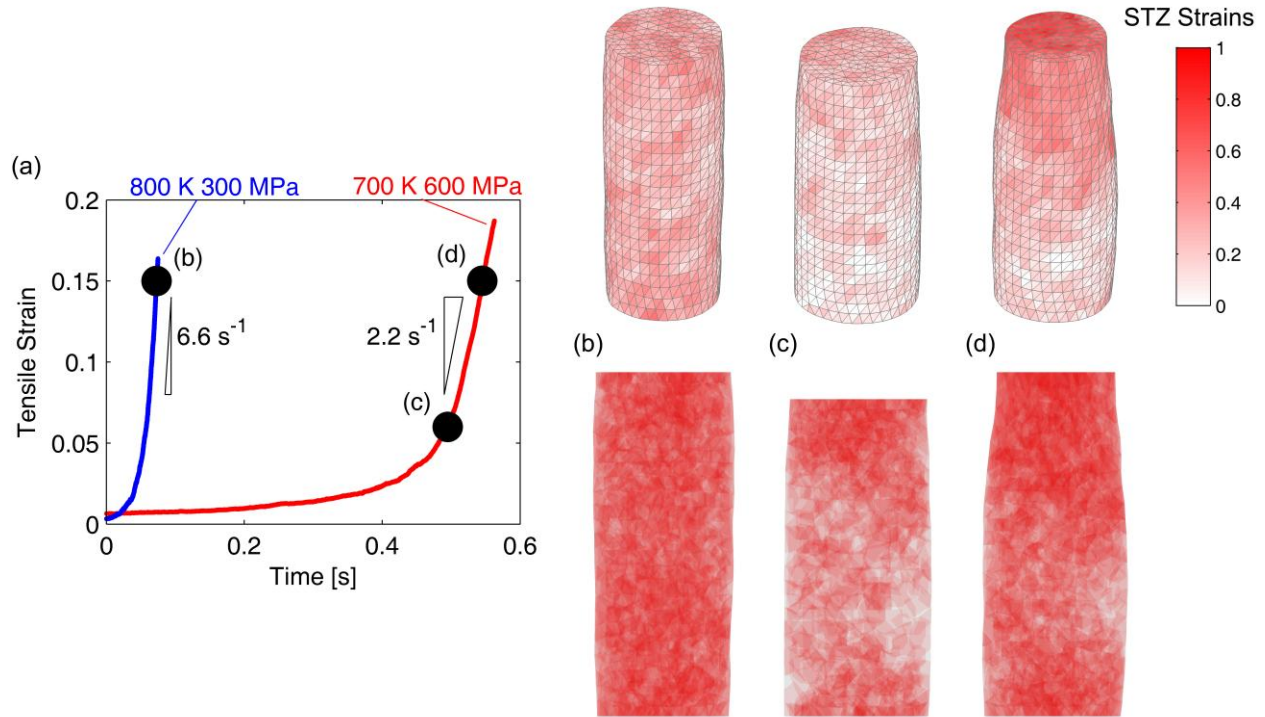 STZ Strains
1
0.8
0.6
0.4
0.2
0
(a)
800 K 300 MPa
700 K 600 MPa
0.2
0.15
0.1
0.05
0
Tensile Strain
(b)
(d)
6.6 s⁻¹
2.2 s⁻¹
(c)
0
0.2
0.4
0.6
Time [s]
(b)
(c)
(d)